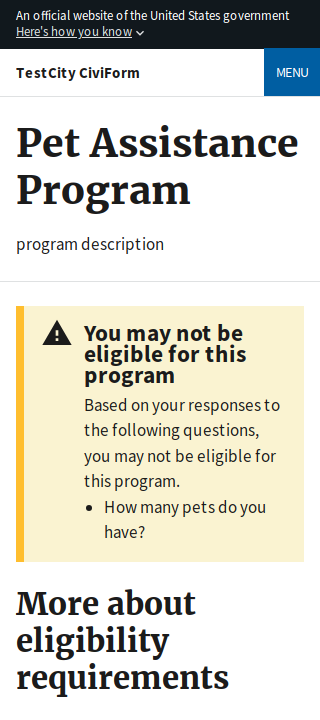 An official website of the United States government
Here's how you know
TestCity CiviForm
MENU
Pet Assistance
Program
program description
You may not be
eligible for this
program
Based on your responses to
the following questions,
you may not be eligible for
this program.
How many pets do you
have?
More about
eligibility
requirements